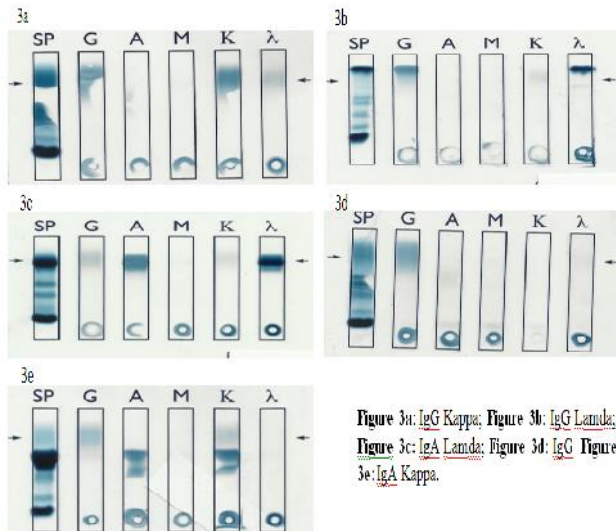 3a
SP G A M K λ
3b
SP G A M K λ
3c
SP G A M K λ
3d
SP G A M K λ
3e
SP G A M K λ
Figure 3a: IgG Kappa; Figure 3b: IgG Lamda;
Figure 3c: IgA Lamda; Figure 3d: IgG Figure
3e: IgA Kappa.